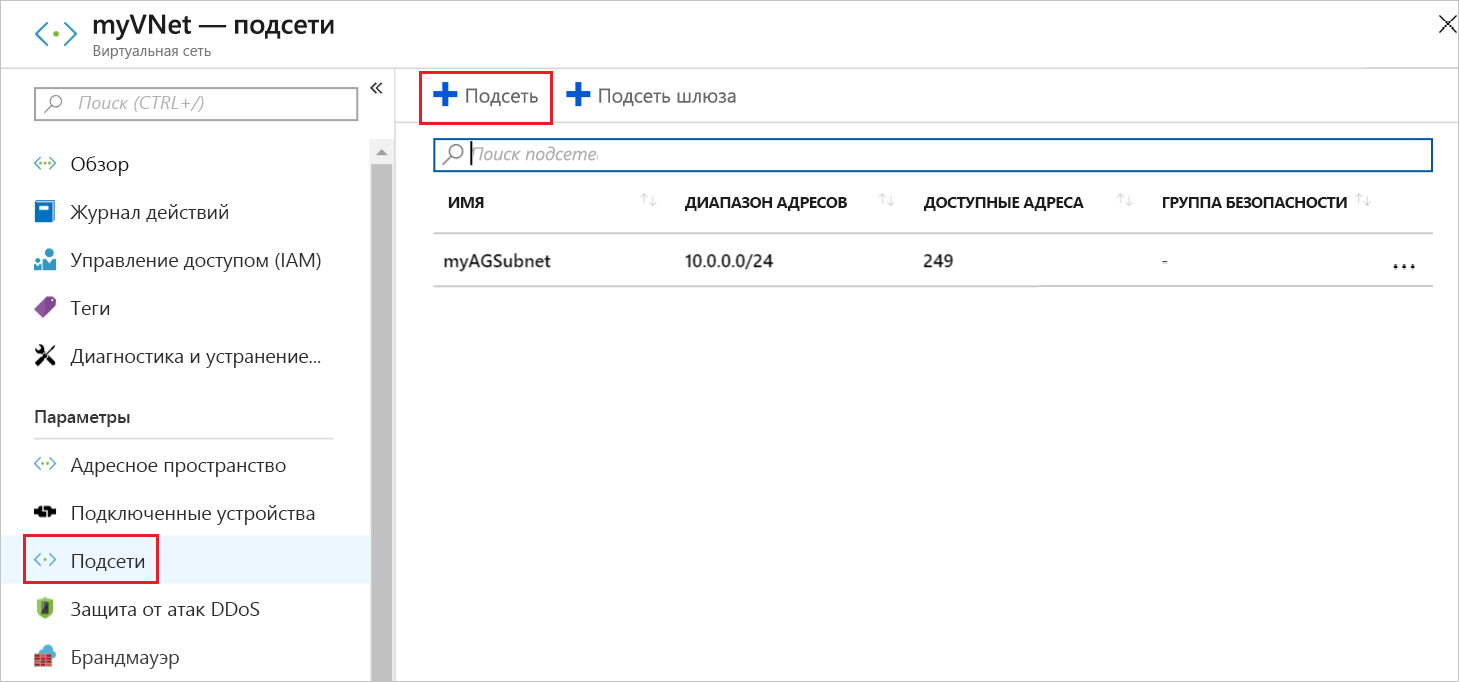 myVNet — подсети
Виртуальная сеть
Поиск (CTRL+/)
«
Обзор
Журнал действий
Управление доступом (IAM)
Теги
Диагностика и устранение...
Параметры
Адресное пространство
Подключенные устройства
Подсети
Защита от атак DDoS
Брандмауэр
Подсеть
Подсеть шлюза
Поиск подсетей
ИМЯ ДИАПАЗОН АДРЕСОВ ДОСТУПНЫЕ АДРЕСА ГРУППА БЕЗОПАСНОСТИ
myAGSubnet 10.0.0.0/24 249 - ...